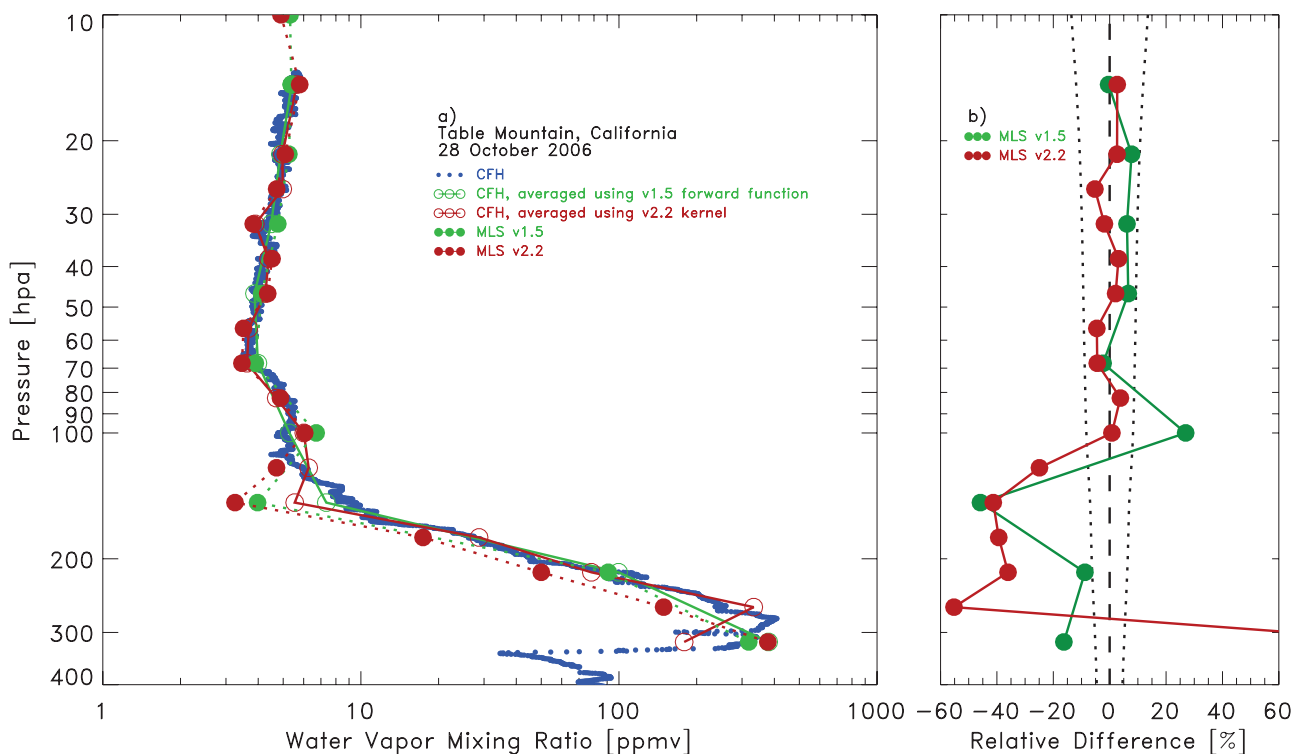 a)
Table Mountain, California
28 October 2006
CFH
CFH, averaged using v1.5 forward function
CFH, averaged using v2.2 kernel
MLS v1.5
MLS v2.2
10
20
30
40
50
60
70
80
90
100
200
300
400
Pressure [hpa]
1
10
100
1000
Water Vapor Mixing Ratio [ppmv]
b)
MLS v1.5
MLS v2.2
-60
-40
-20
0
20
40
60
Relative Difference [%]